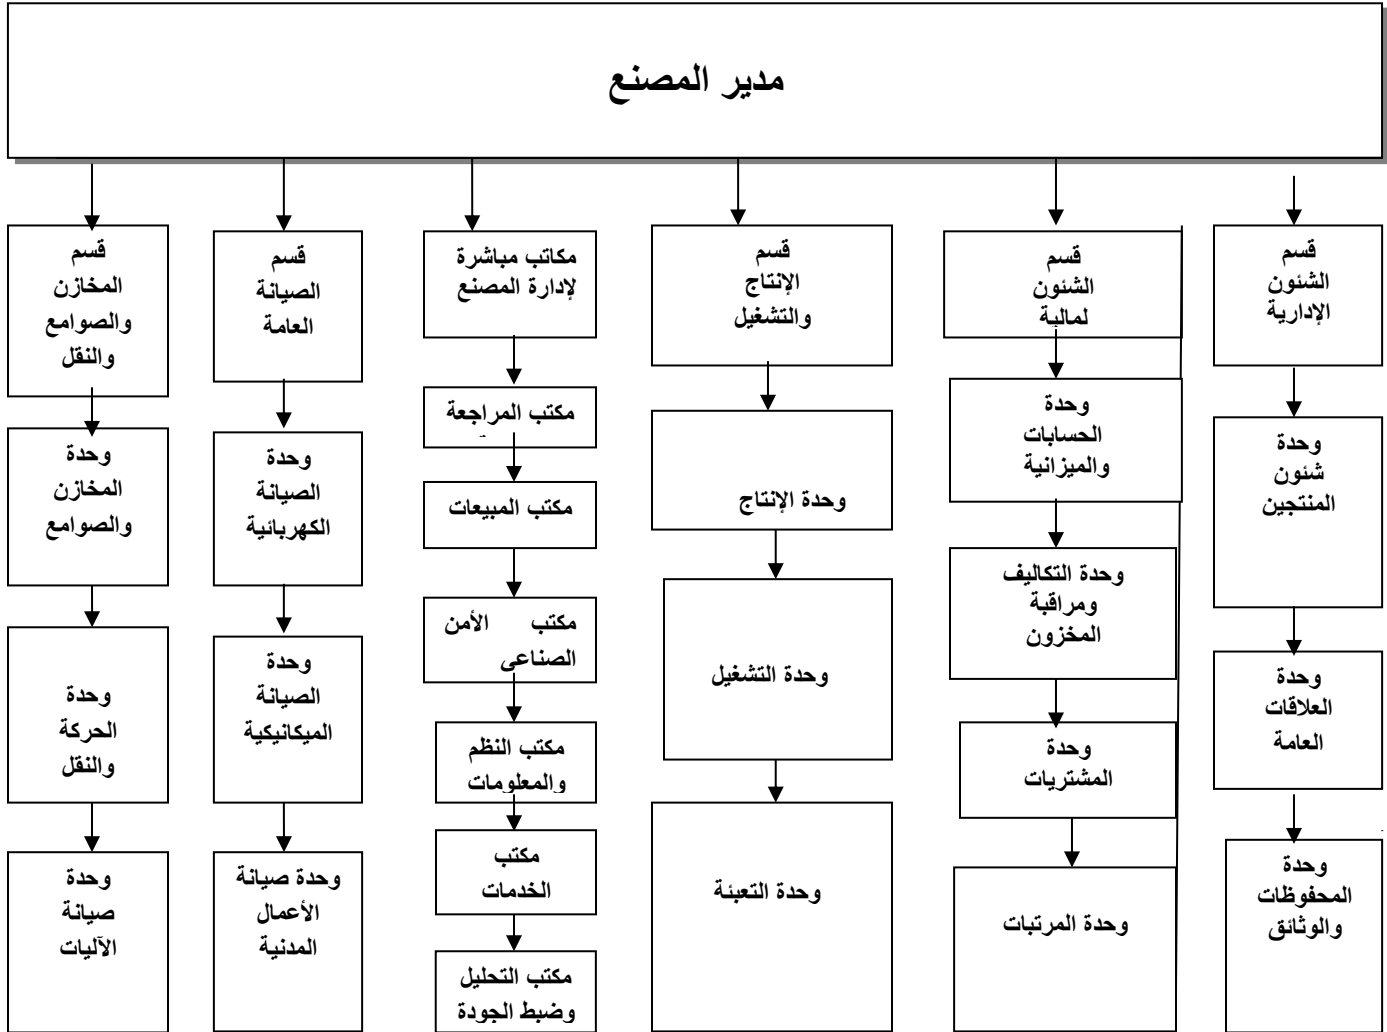 مدير المصنع
قسم
الشئون
الإدارية
وحدة
شئون
المنتجين
وحدة
العلاقات
العامة
وحدة
المحفوظات
والوثائق
قسم
الشئون
لمالية
وحدة
الحسابات
والميزانية
وحدة التكاليف
ومراقبة
المخزون
وحدة
المشتريات
وحدة المرتبات
قسم
الإنتاج
والتشغيل
وحدة الإنتاج
وحدة التشغيل
وحدة التعبئة
مكاتب مباشرة
لإدارة المصنع
مكتب المراجعة
مكتب المبيعات
مكتب الأمن
الصناعي
مكتب النظم
والمعلومات
مكتب
الخدمات
مكتب التحليل
وضبط الجودة
قسم
الصيانة
العامة
وحدة
الصيانة
الكهربائية
وحدة
الصيانة
الميكانيكية
وحدة صيانة
الأعمال
المدنية
قسم
المخازن
والصوامع
والنقل
وحدة
المخازن
والصوامع
وحدة
الحركة
والنقل
وحدة
صيانة
الآليات